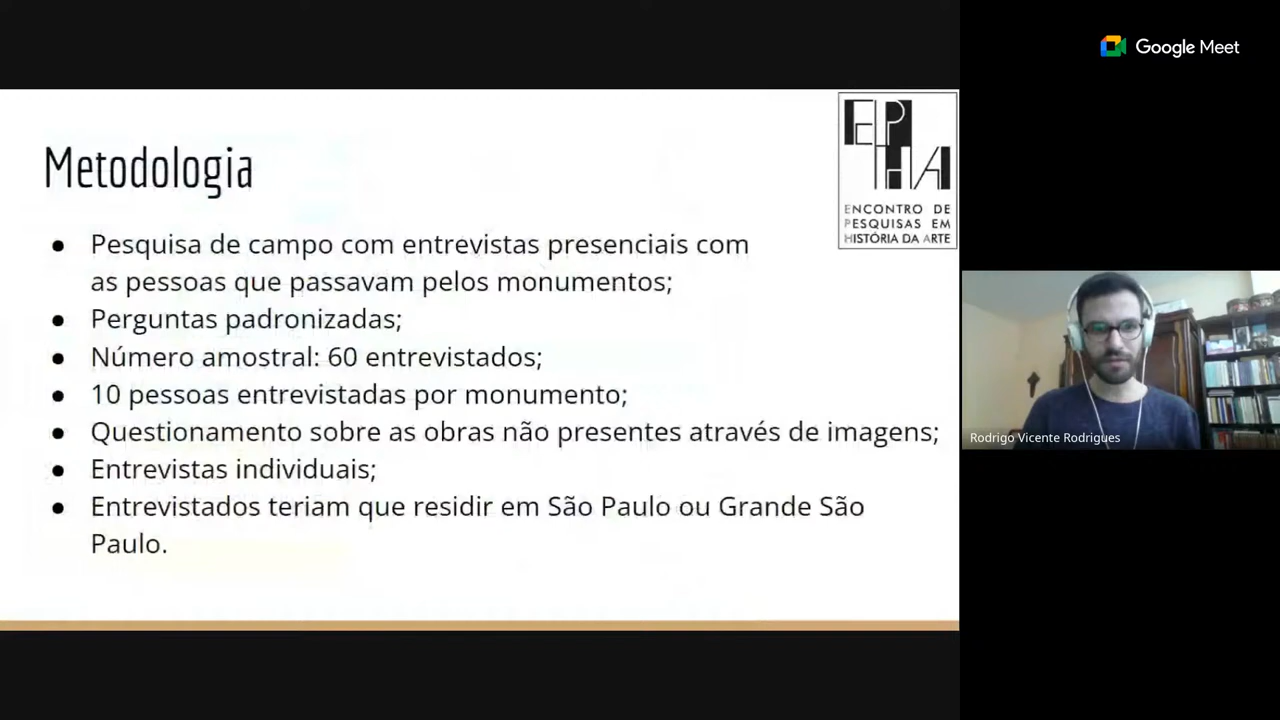 Google Meet
EPHA
ENCONTRO DE
PESQUISAS EM
HISTÓRIA DA ARTE
Metodologia
● Pesquisa de campo com entrevistas presenciais com
as pessoas que passavam pelos monumentos;
● Perguntas padronizadas;
● Número amostral: 60 entrevistados;
● 10 pessoas entrevistadas por monumento;
● Questionamento sobre as obras não presentes através de imagens;
● Entrevistas individuais;
● Entrevistados teriam que residir em São Paulo ou Grande São
Paulo.
Rodrigo Vicente Rodrigues